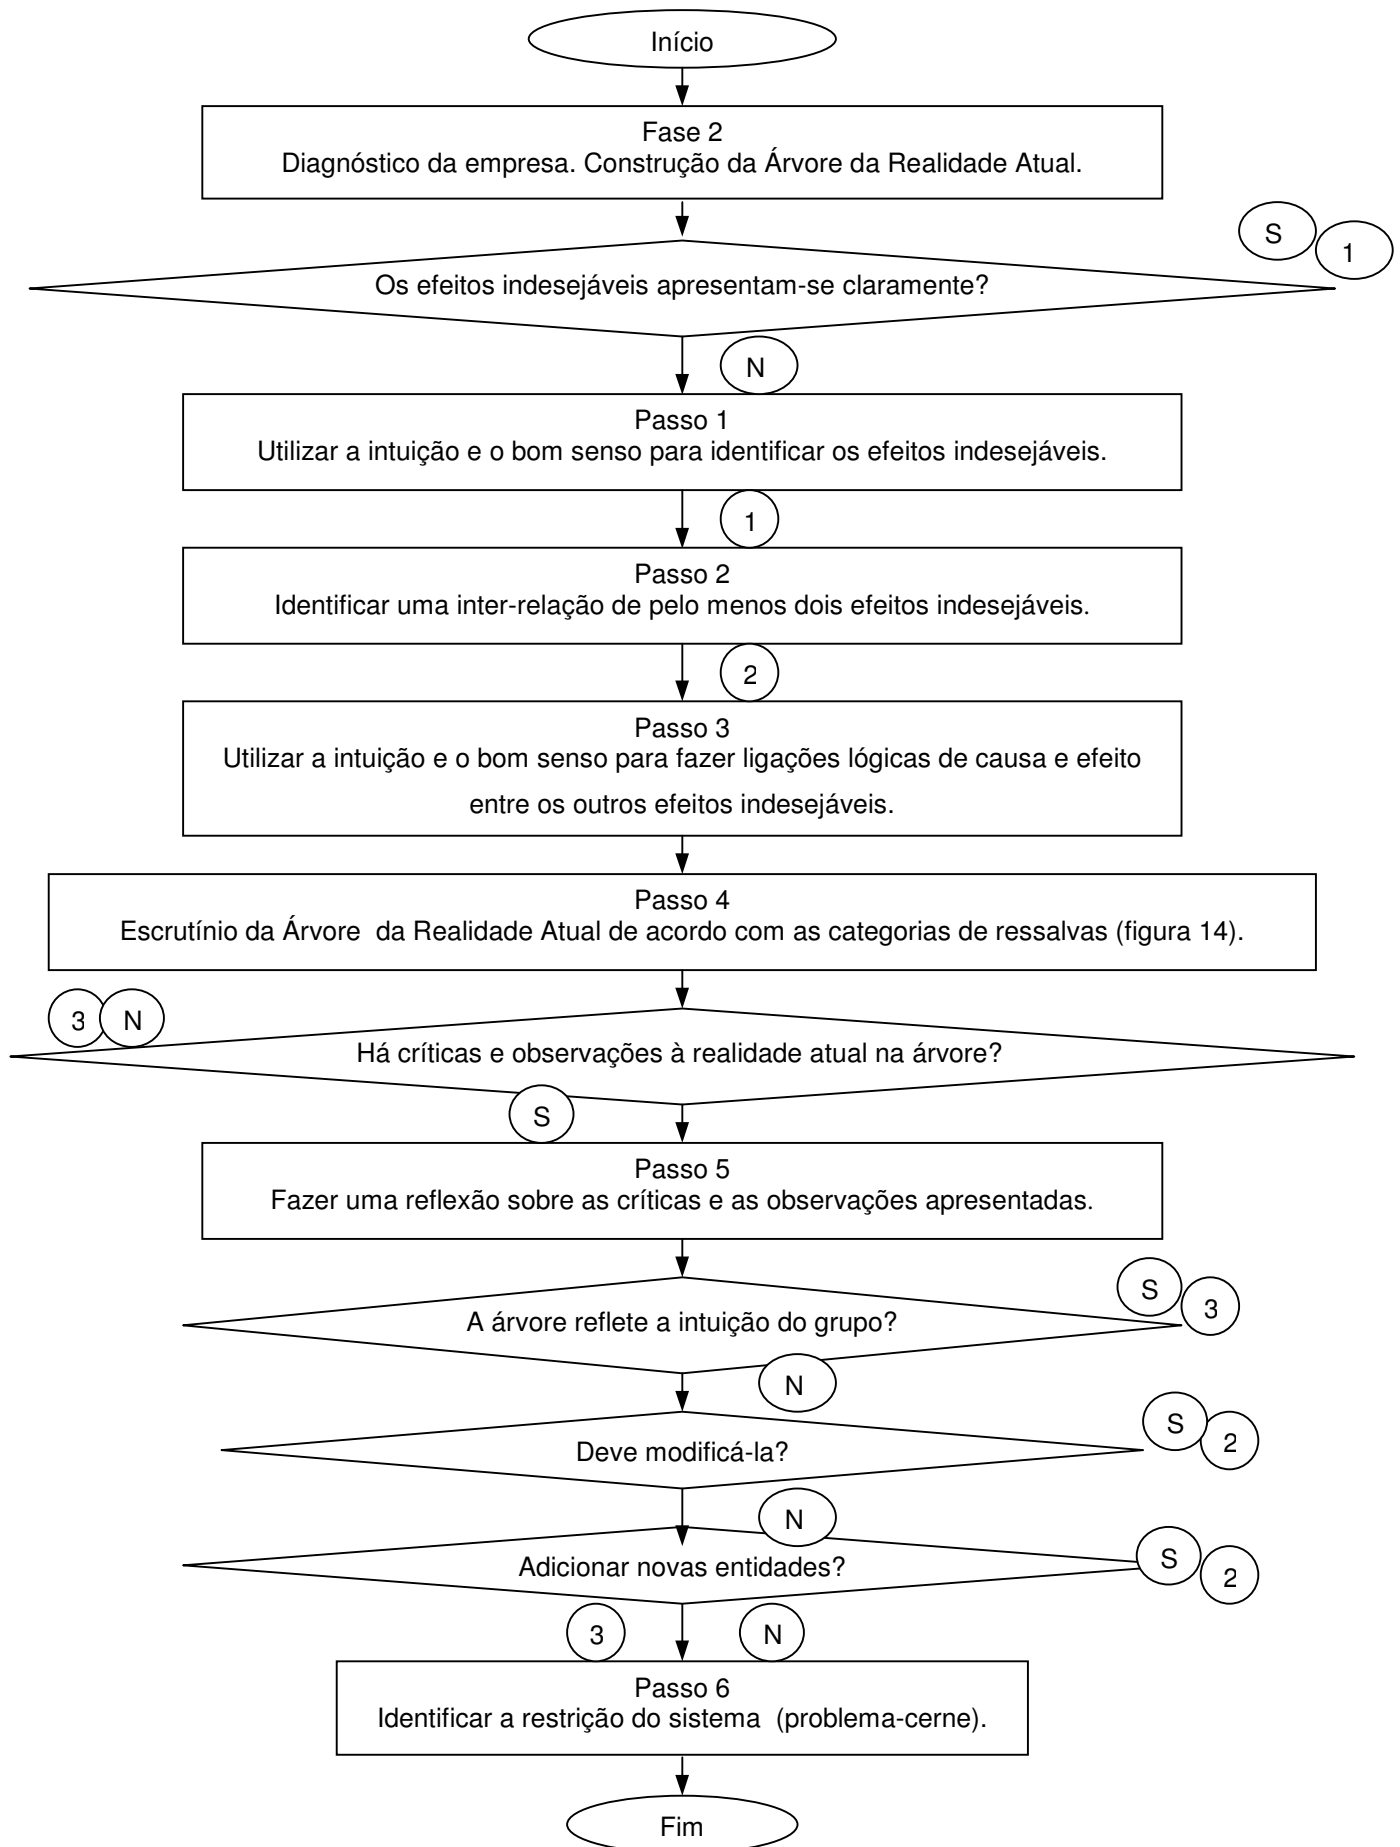 Início
Fase 2
Diagnóstico da empresa. Construção da Árvore da Realidade Atual.
S
1
Os efeitos indesejáveis apresentam-se claramente?
N
Passo 1
Utilizar a intuição e o bom senso para identificar os efeitos indesejáveis.
1
Passo 2
Identificar uma inter-relação de pelo menos dois efeitos indesejáveis.
2
Passo 3
Utilizar a intuição e o bom senso para fazer ligações lógicas de causa e efeito
entre os outros efeitos indesejáveis.
Passo 4
Escrutínio da Árvore  da Realidade Atual de acordo com as categorias de ressalvas (figura 14).
3
N
Há críticas e observações à realidade atual na árvore?
S
Passo 5
Fazer uma reflexão sobre as críticas e as observações apresentadas.
S
3
A árvore reflete a intuição do grupo?
N
S
2
Deve modificá-la?
N
S
2
Adicionar novas entidades?
3
N
Passo 6
Identificar a restrição do sistema  (problema-cerne).
Fim